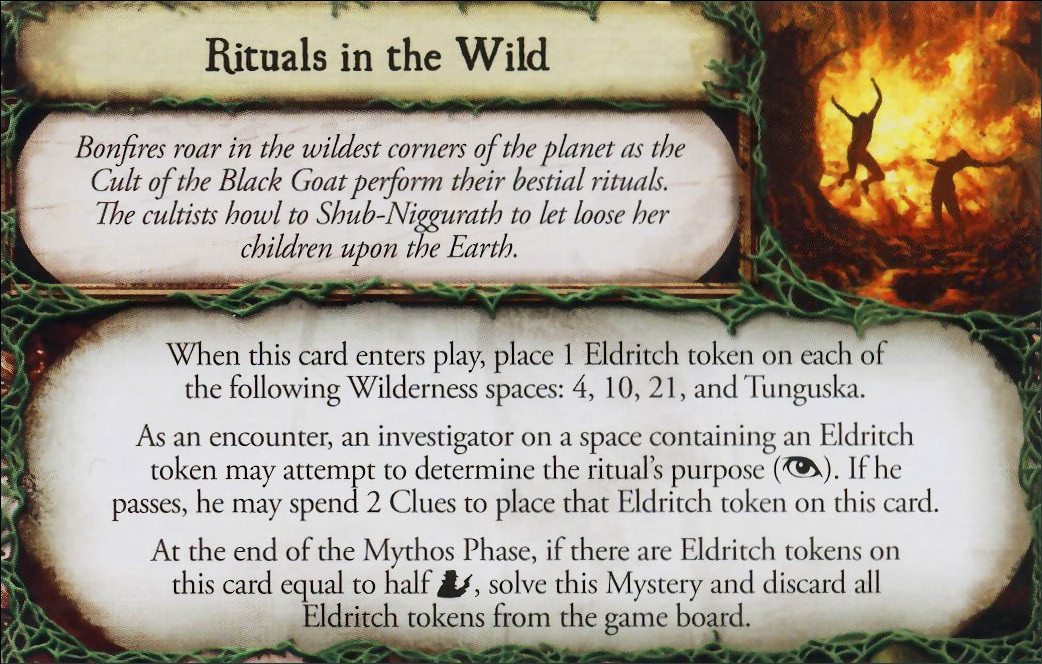 Rituals in the Wild
Bonfires roar in the wildest corners of the planet as the
Cult of the Black Goat perform their bestial rituals.
The cultists howl to Shub-Niggurath to let loose her
children upon the Earth.
When this card enters play, place 1 Eldritch token on each of
the following Wilderness spaces: 4, 10, 21, and Tunguska.
As an encounter, an investigator on a space containing an Eldritch
token may attempt to determine the ritual's purpose (). If he
passes, he may spend 2 Clues to place that Eldritch token on this card.
At the end of the Mythos Phase, if there are Eldritch tokens on
this card equal to half , solve this Mystery and discard all
Eldritch tokens from the game board.